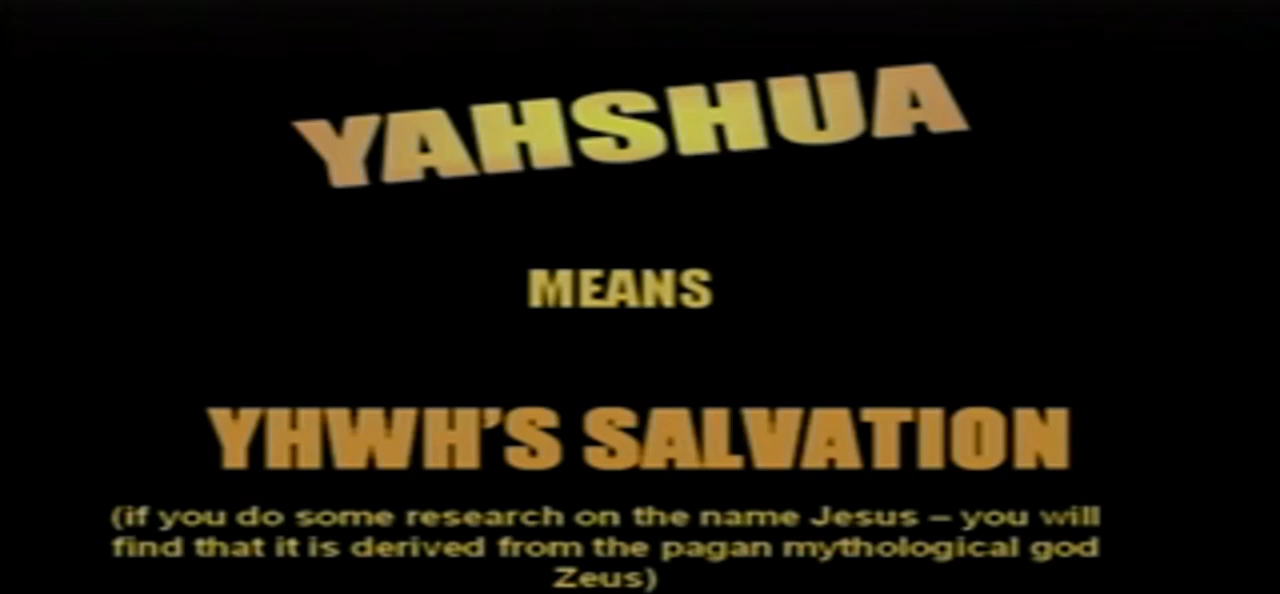 YAHSHUA
MEANS
YHWH'S SALVATION
(if you do some research on the name Jesus – you will
find that it is derived from the pagan mythological god
Zeus)